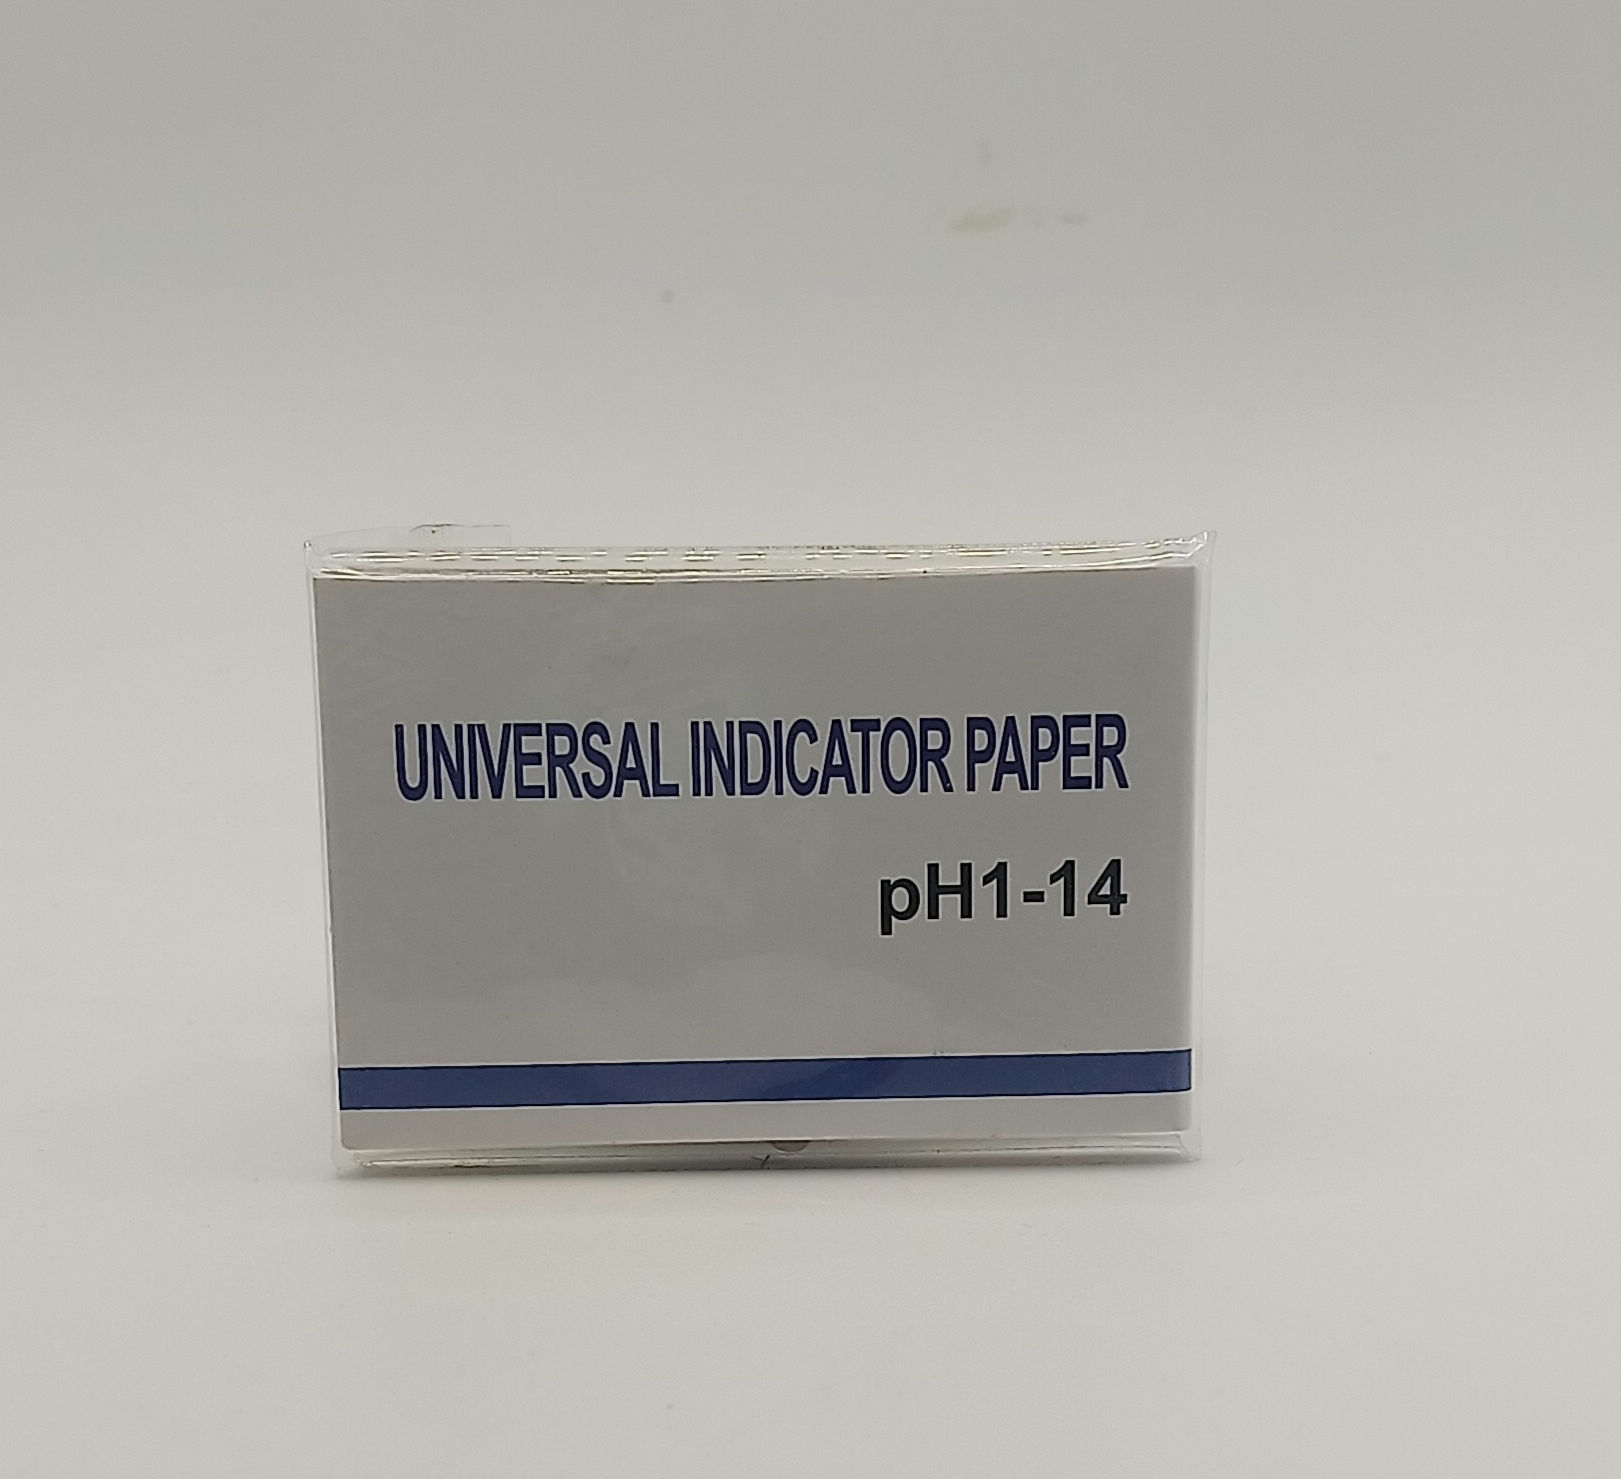 UNIVERSAL INDICATOR PAPER
pH1-14